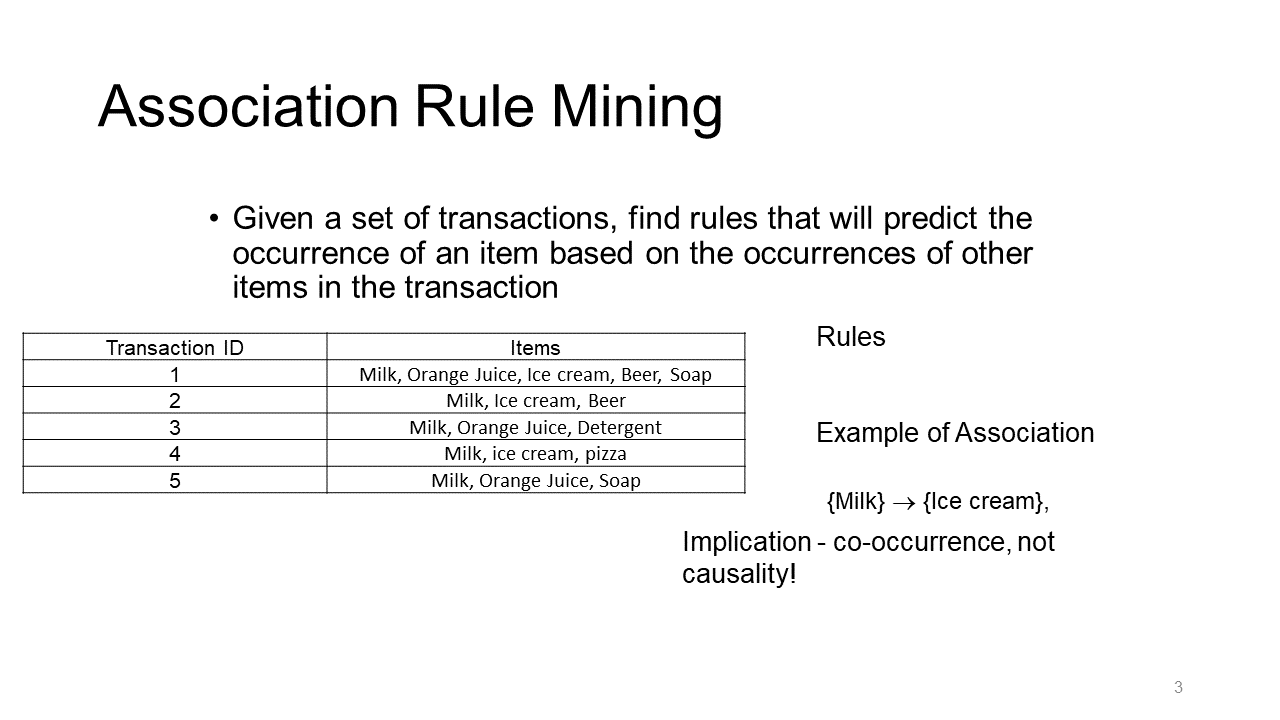 Association Rule Mining
• Given a set of transactions, find rules that will predict the
occurrence of an item based on the occurrences of other
items in the transaction
Transaction ID Items
1 Milk, Orange Juice, Ice cream, Beer, Soap
2 Milk, Ice cream, Beer
3 Milk, Orange Juice, Detergent
4 Milk, ice cream, pizza
5 Milk, Orange Juice, Soap
Rules
Example of Association
{Milk} → {Ice cream},
Implication - co-occurrence, not
causality!
3